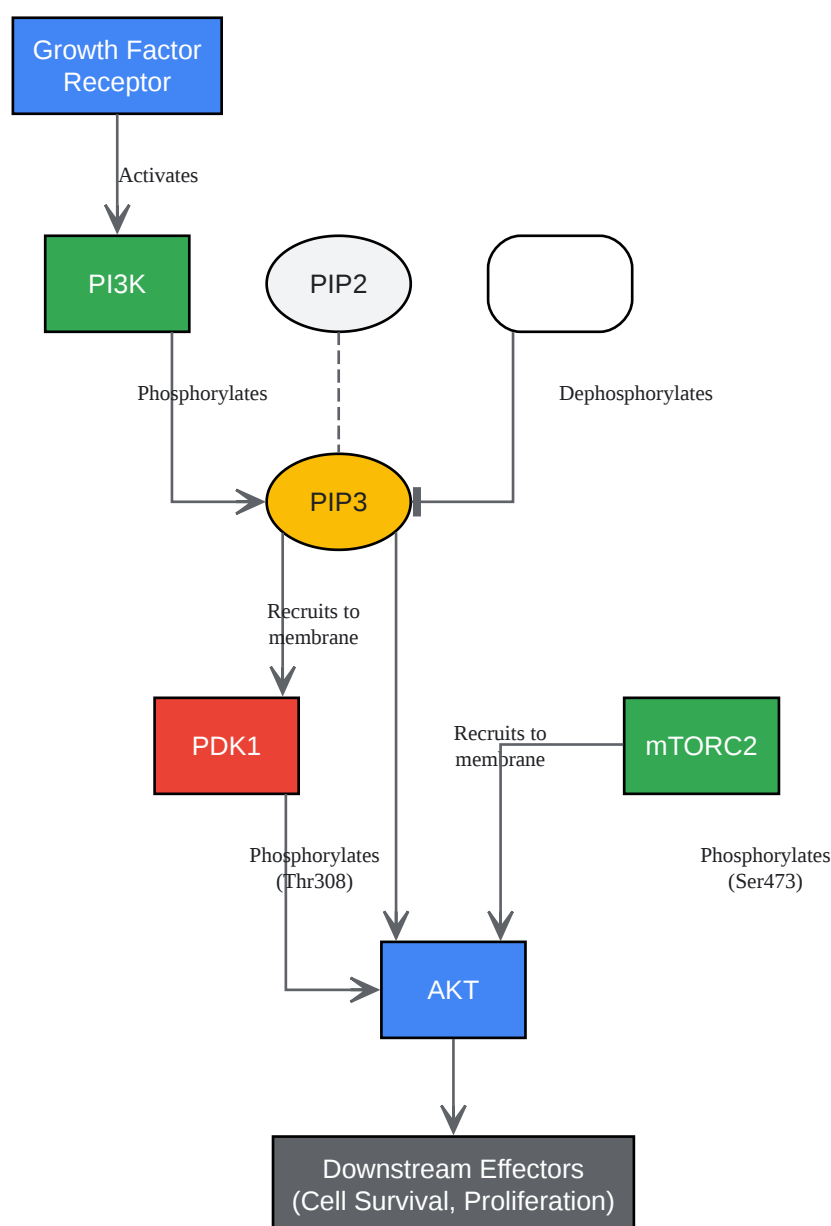 Growth Factor
Receptor
Activates
PI3K
PIP2
Phosphorylates
Dephosphorylates
PIP3
Recruits to
membrane
PDK1
Recruits to
membrane
mTORC2
Phosphorylates
(Thr308)
Phosphorylates
(Ser473)
AKT
Downstream Effectors
(Cell Survival, Proliferation)